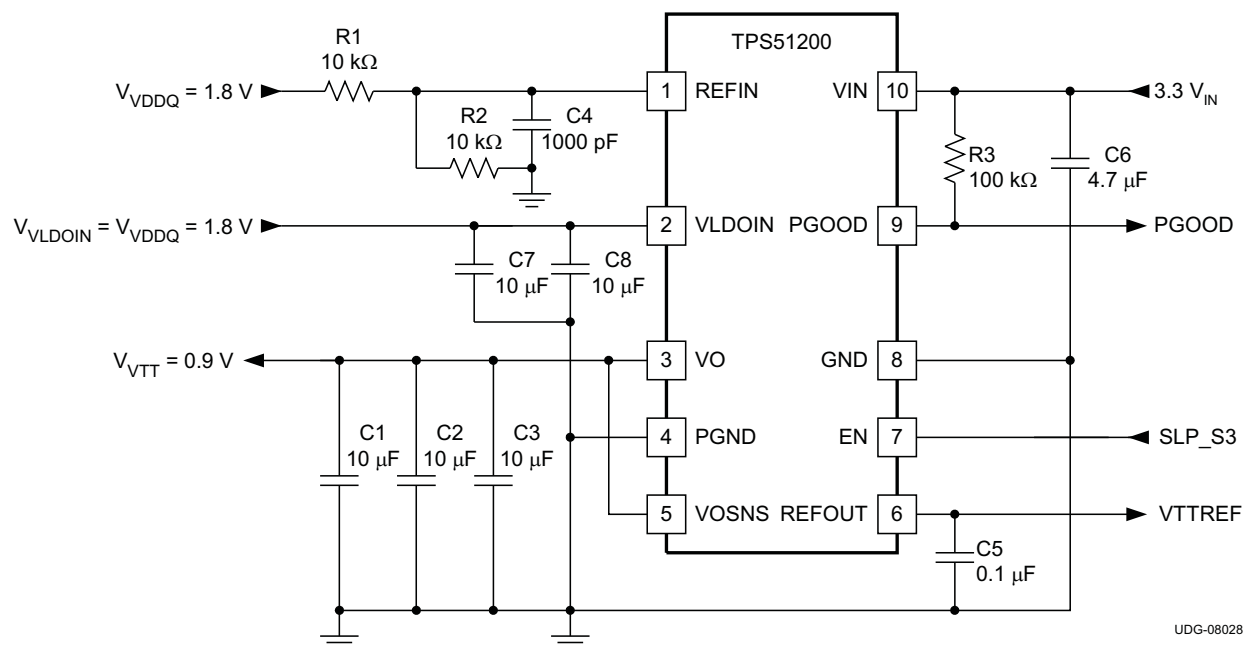 TPS51200
R1
10 kΩ
V_VDDQ = 1.8 V
1
REFIN
VIN
10
3.3 V_IN
R2
10 kΩ
C4
1000 pF
R3
100 kΩ
C6
4.7 μF
V_VLDOIN = V_VDDQ = 1.8 V
2
VLDOIN
PGOOD
9
PGOOD
C7
10 μF
C8
10 μF
V_VTT = 0.9 V
3
VO
GND
8
C1
10 μF
C2
10 μF
C3
10 μF
4
PGND
EN
7
SLP_S3
5
VOSNS
REFOUT
6
VTTREF
C5
0.1 μF
UDG-08028